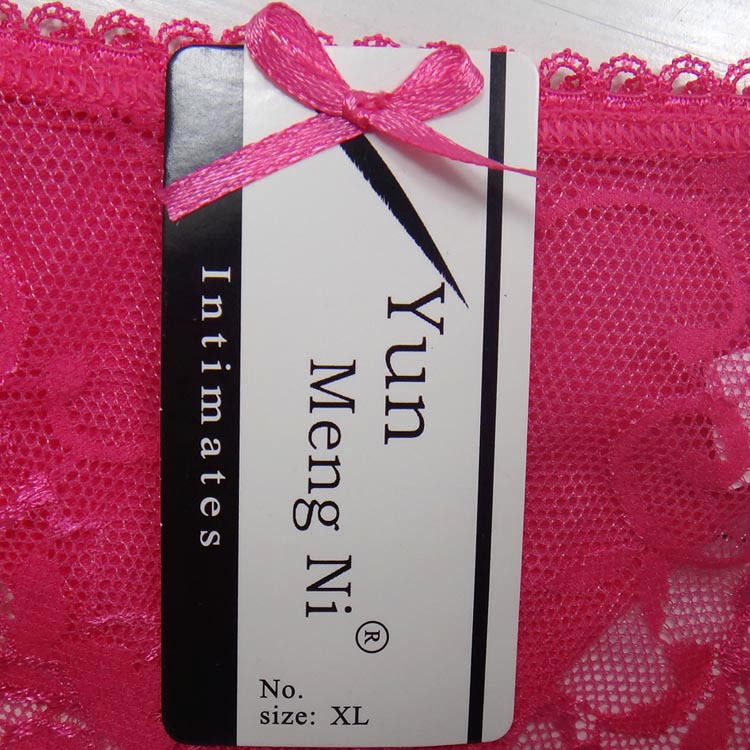 Intimates
Yun
Meng Ni®
No.
size: XL